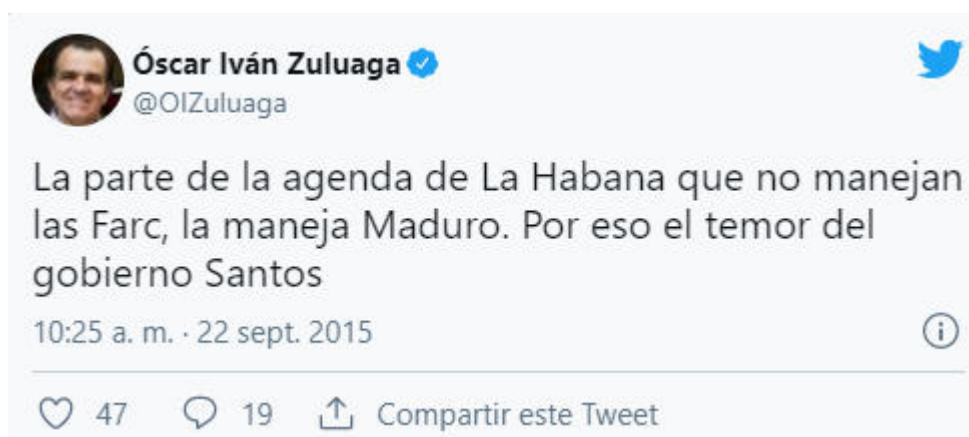 Óscar Iván Zuluaga
@OIZuluaga
La parte de la agenda de La Habana que no manejan
las Farc, la maneja Maduro. Por eso el temor del
gobierno Santos
10:25 a. m. · 22 sept. 2015
47 19 Compartir este Tweet